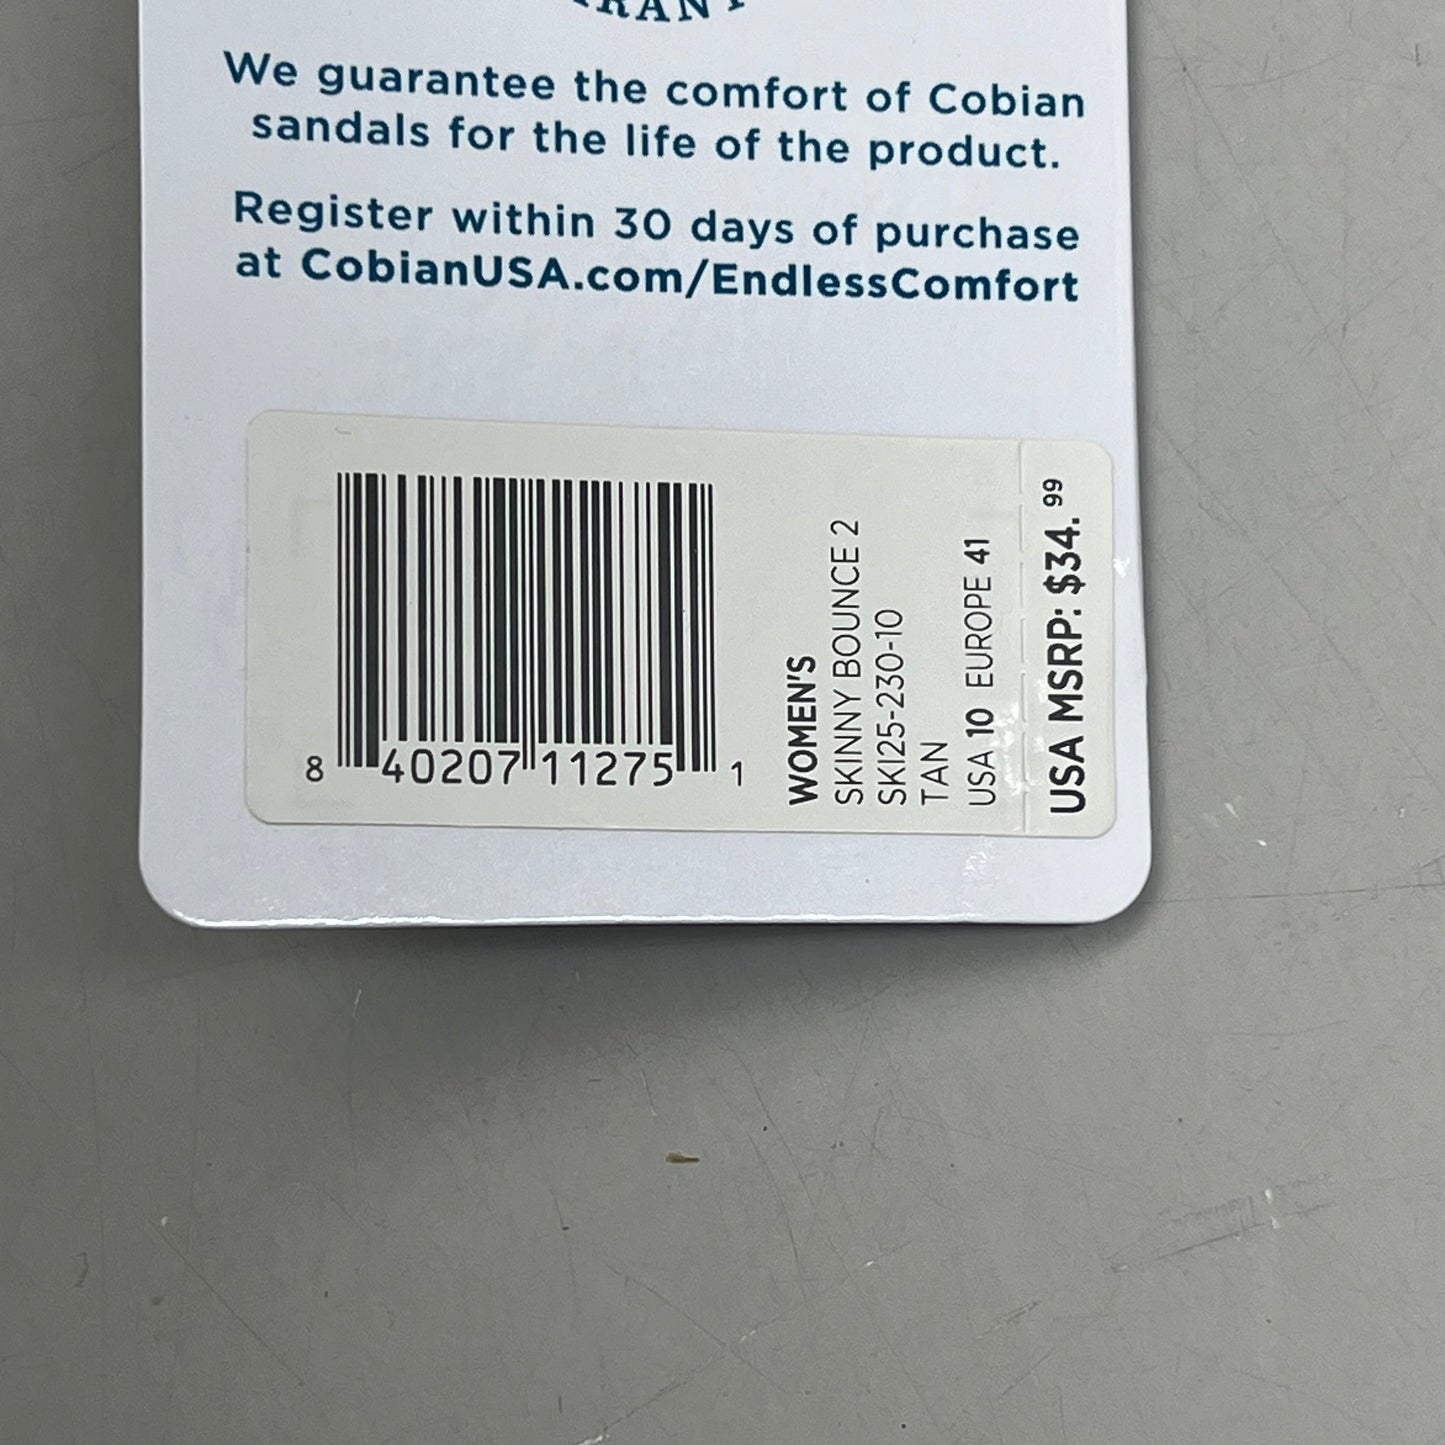 We guarantee the comfort of Cobian
sandals for the life of the product.
Register within 30 days of purchase
at CobianUSA.com/EndlessComfort
8 40207 11275 1
WOMEN'S
SKINNY BOUNCE 2
SKI25-230-10
TAN
USA 10 EUROPE 41
USA MSRP: $34.99